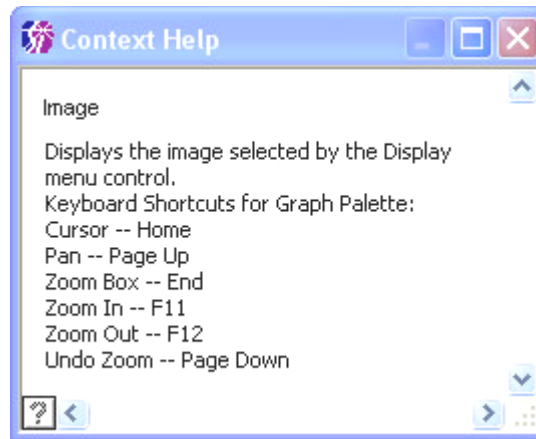 Context Help
Image
Displays the image selected by the Display
menu control.
Keyboard Shortcuts for Graph Palette:
Cursor -- Home
Pan -- Page Up
Zoom Box -- End
Zoom In -- F11
Zoom Out -- F12
Undo Zoom -- Page Down
?